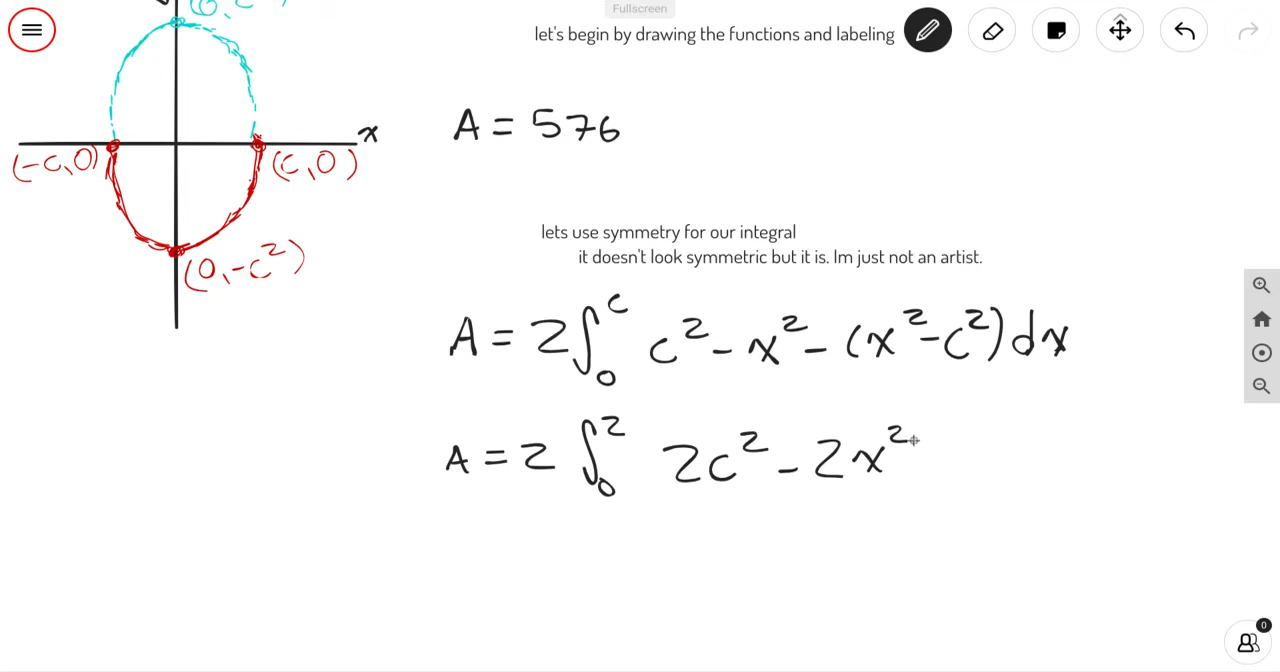 Fullscreen
let's begin by drawing the functions and labeling
x
A = 576
(-c,0)
(c,0)
(0,-c²)
lets use symmetry for our integral
it doesn't look symmetric but it is. Im just not an artist.
A = 2∫₀ᶜ c² - x² - (x² - c²) dx
A = 2 ∫₀² 2c² - 2x²
0